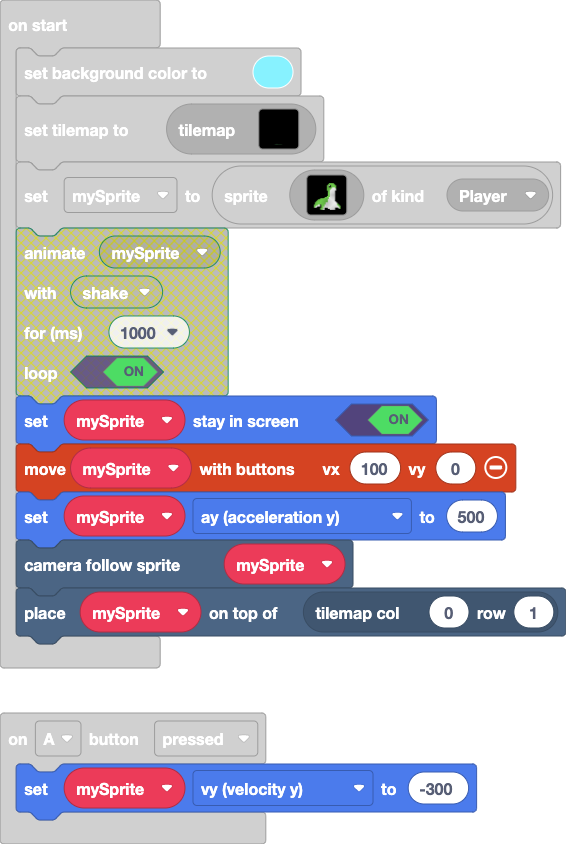 on start
set background color to
set tilemap to tilemap
set mySprite to sprite of kind Player
animate mySprite
with shake
for (ms) 1000
loop ON
set mySprite stay in screen ON
move mySprite with buttons vx 100 vy 0
set mySprite ay (acceleration y) to 500
camera follow sprite mySprite
place mySprite on top of tilemap col 0 row 1
on A button pressed
set mySprite vy (velocity y) to -300